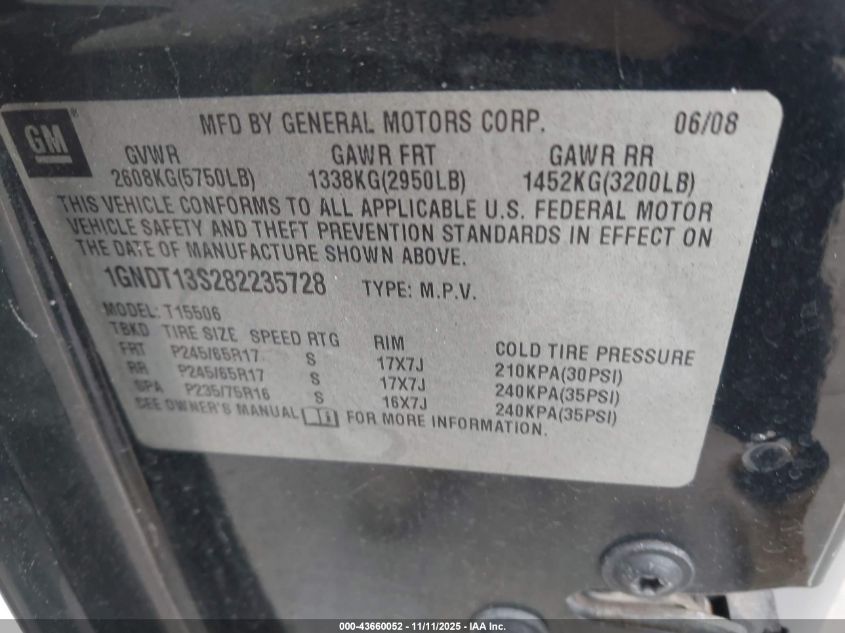 GM
MFD BY GENERAL MOTORS CORP. 06/08
GVWR GAWR FRT GAWR RR
2608KG(5750LB) 1338KG(2950LB) 1452KG(3200LB)
THIS VEHICLE CONFORMS TO ALL APPLICABLE U.S. FEDERAL MOTOR
VEHICLE SAFETY AND THEFT PREVENTION STANDARDS IN EFFECT ON
THE DATE OF MANUFACTURE SHOWN ABOVE.
1GNDT13S282235728 TYPE: M.P.V.
MODEL: T15506
TBKD TIRE SIZE SPEED RTG RIM COLD TIRE PRESSURE
FRT P245/65R17 S 17X7J 210KPA(30PSI)
RR P245/65R17 S 17X7J 240KPA(35PSI)
SPA P235/75R16 S 16X7J 240KPA(35PSI)
SEE OWNER'S MANUAL FOR MORE INFORMATION.
000-43660052 - 11/11/2025 - IAA Inc.